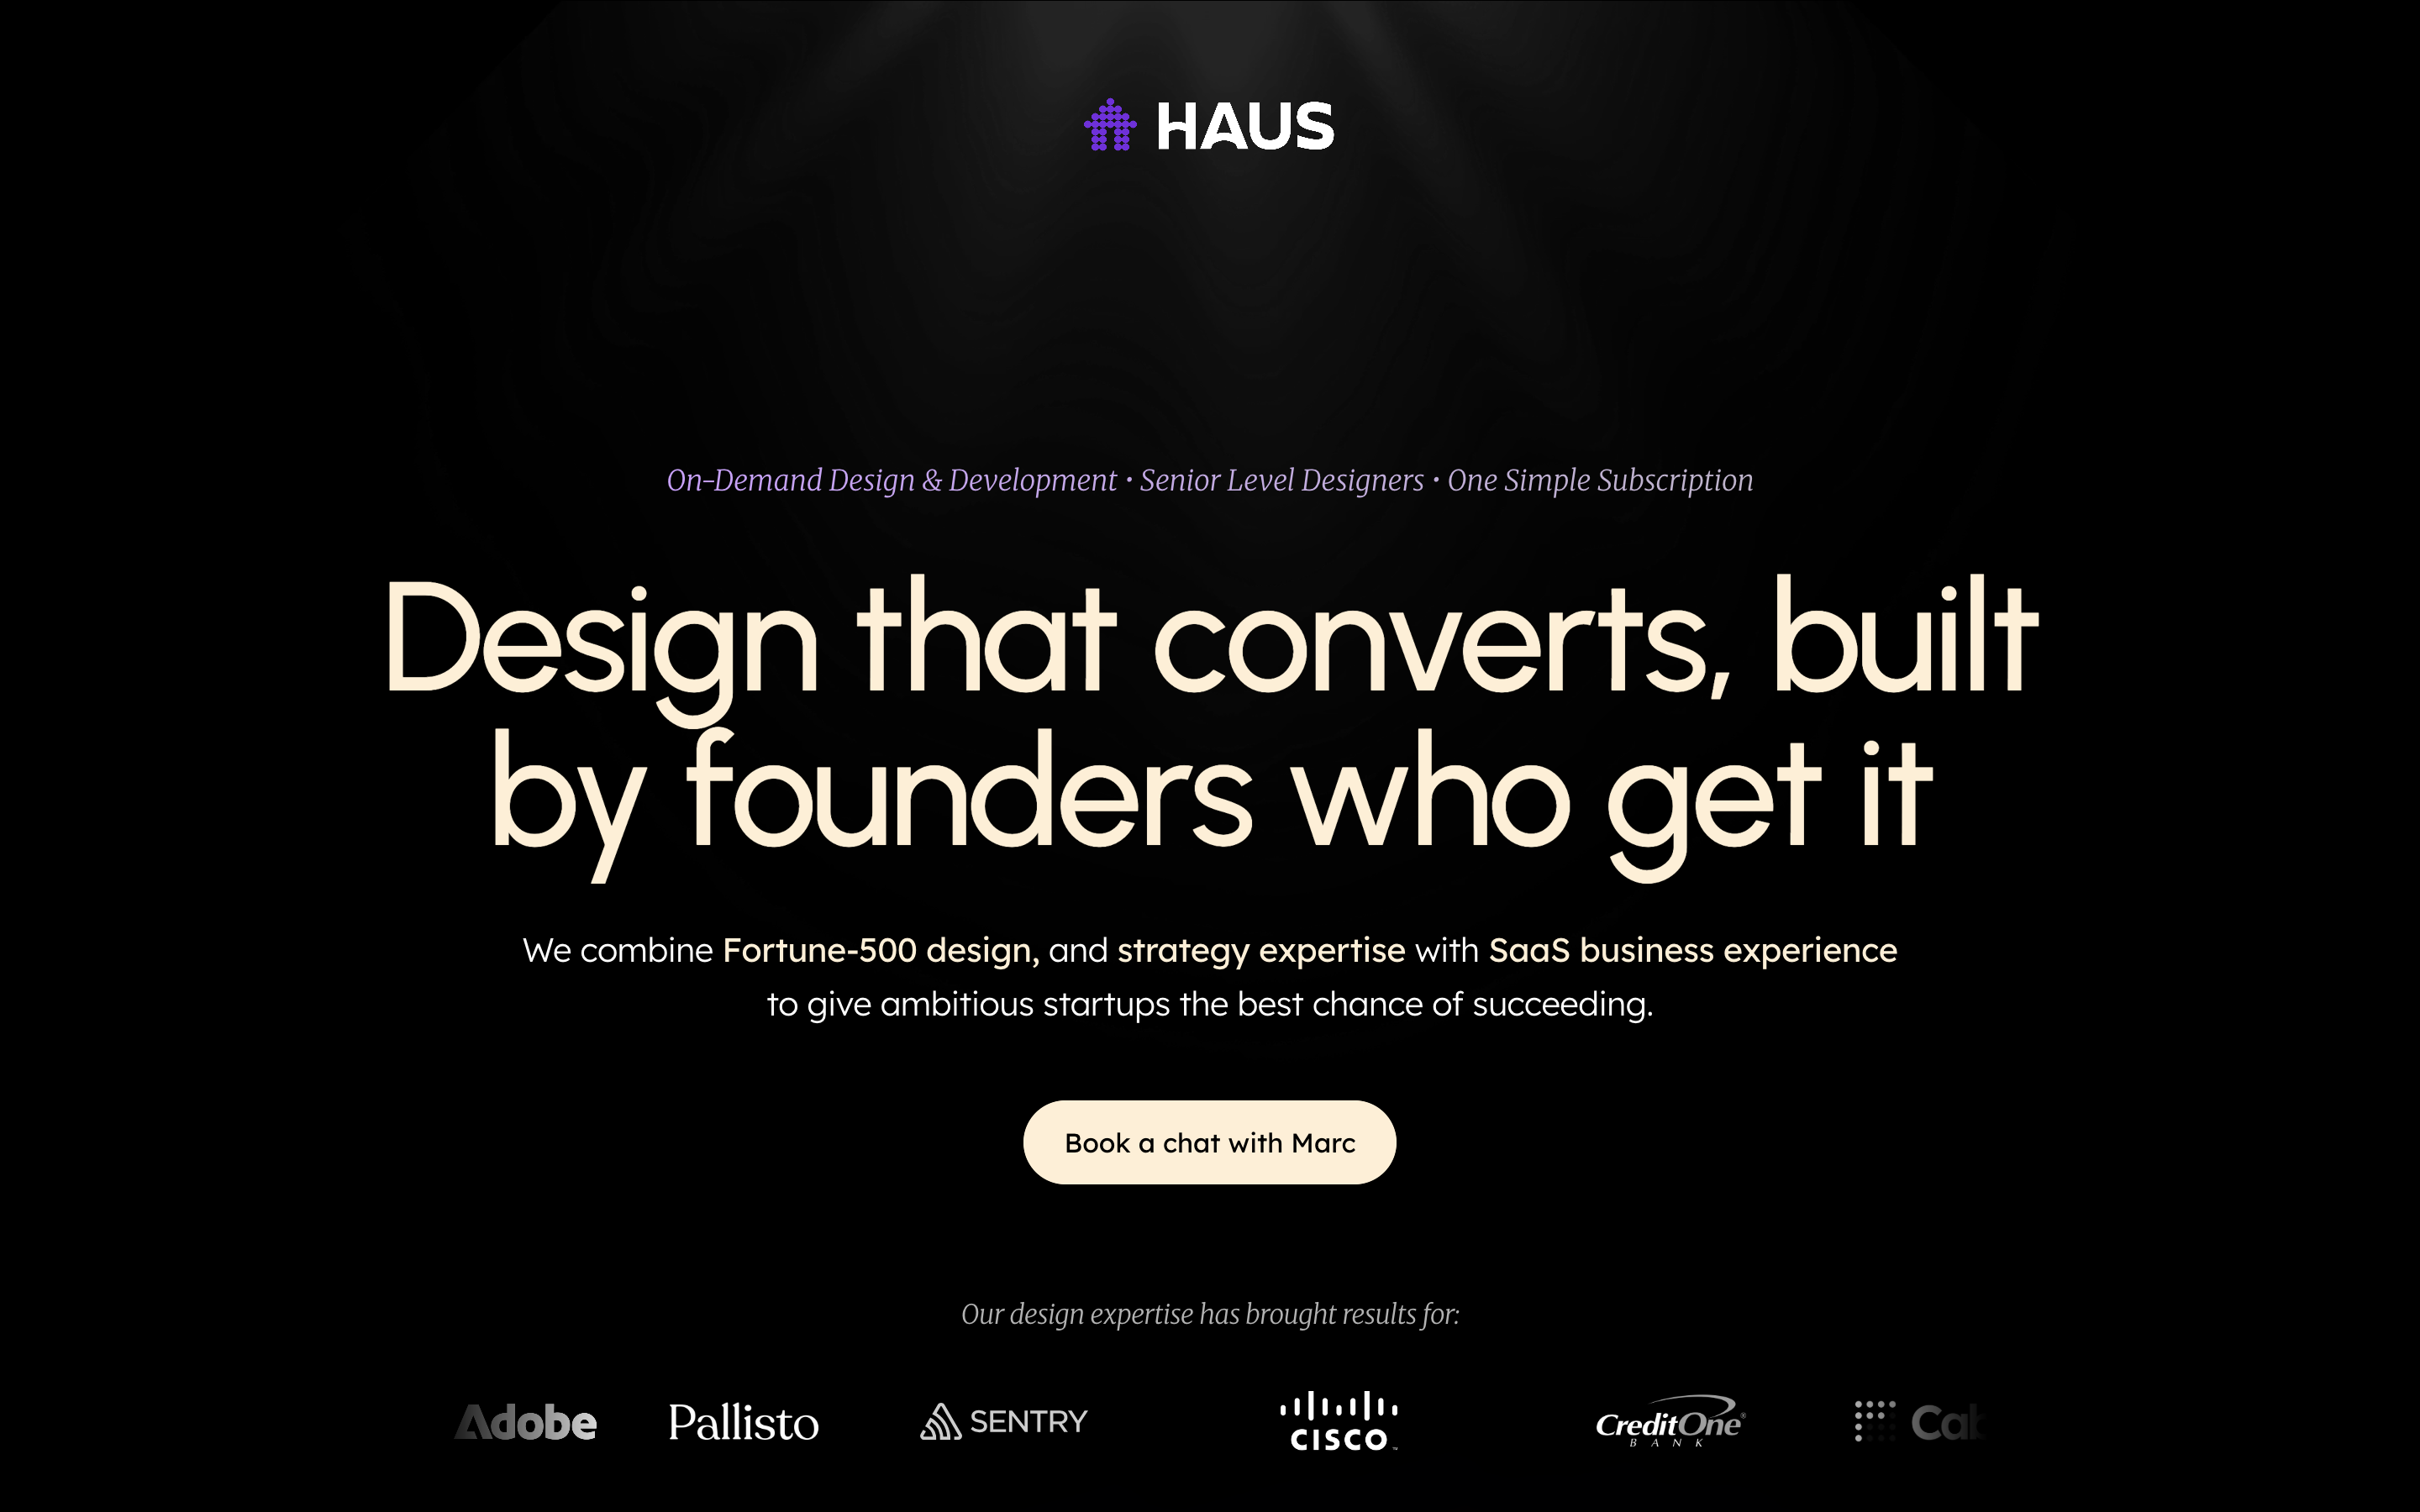 HAUS
On-Demand Design & Development • Senior Level Designers • One Simple Subscription
Design that converts, built
by founders who get it
We combine Fortune-500 design, and strategy expertise with SaaS business experience
to give ambitious startups the best chance of succeeding.
Book a chat with Marc
Our design expertise has brought results for:
Adobe Pallisto SENTRY CISCO CreditOne BANK